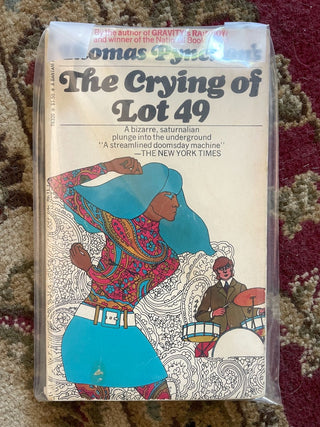 By the author of GRAVITY's RAINBOW
and winner of the National Book
Thomas
The Crying of
Lot 49
A bizarre, saturnalian
plunge into the underground
"A streamlined doomsday machine"
—THE NEW YORK TIMES